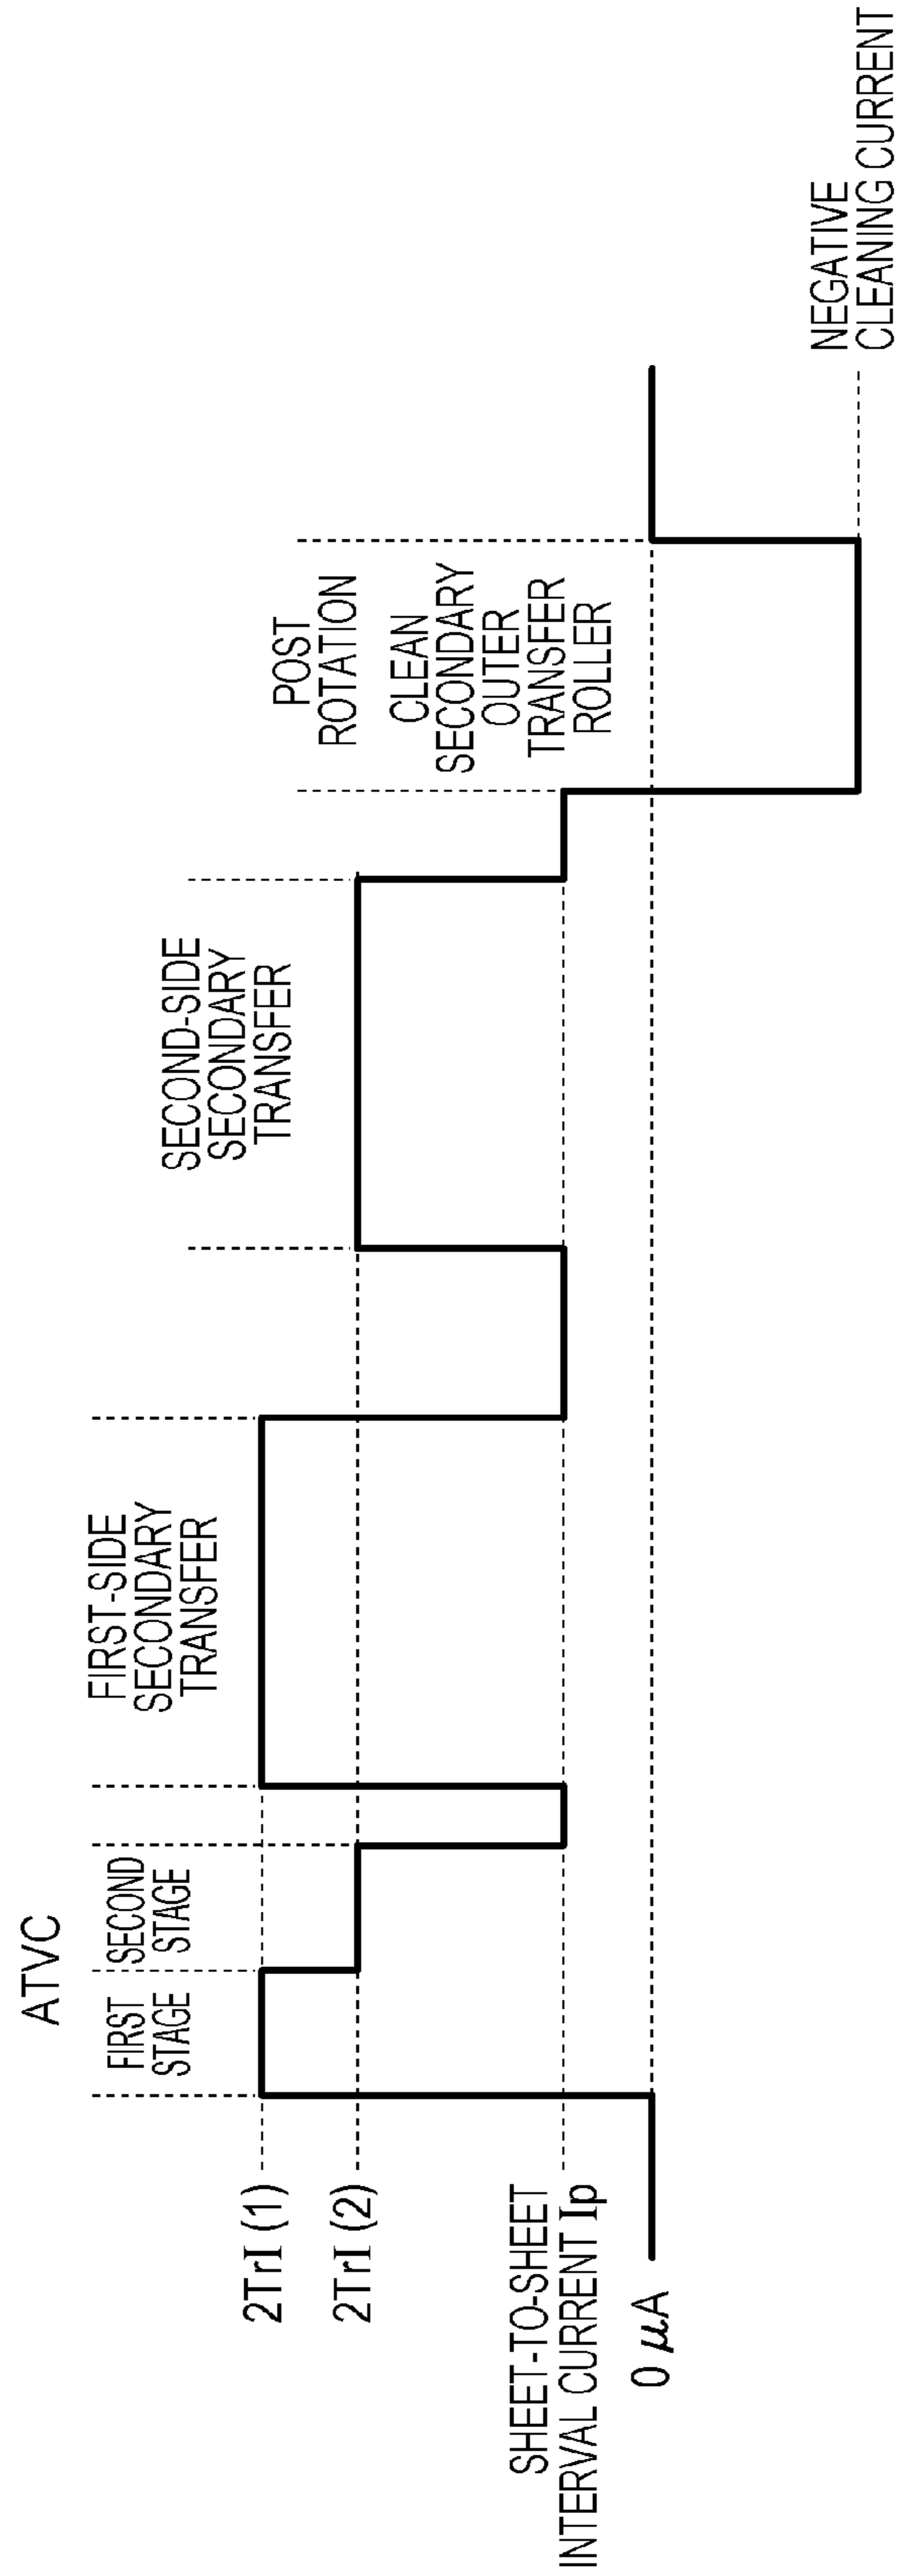 ATVC
FIRST
STAGE
SECOND
STAGE
FIRST-SIDE
SECONDARY
TRANSFER
SECOND-SIDE
SECONDARY
TRANSFER
POST
ROTATION
CLEAN
SECONDARY
OUTER
TRANSFER
ROLLER
2TrI (1)
2TrI (2)
SHEET-TO-SHEET
INTERVAL CURRENT Ip
0 μA
NEGATIVE
CLEANING CURRENT